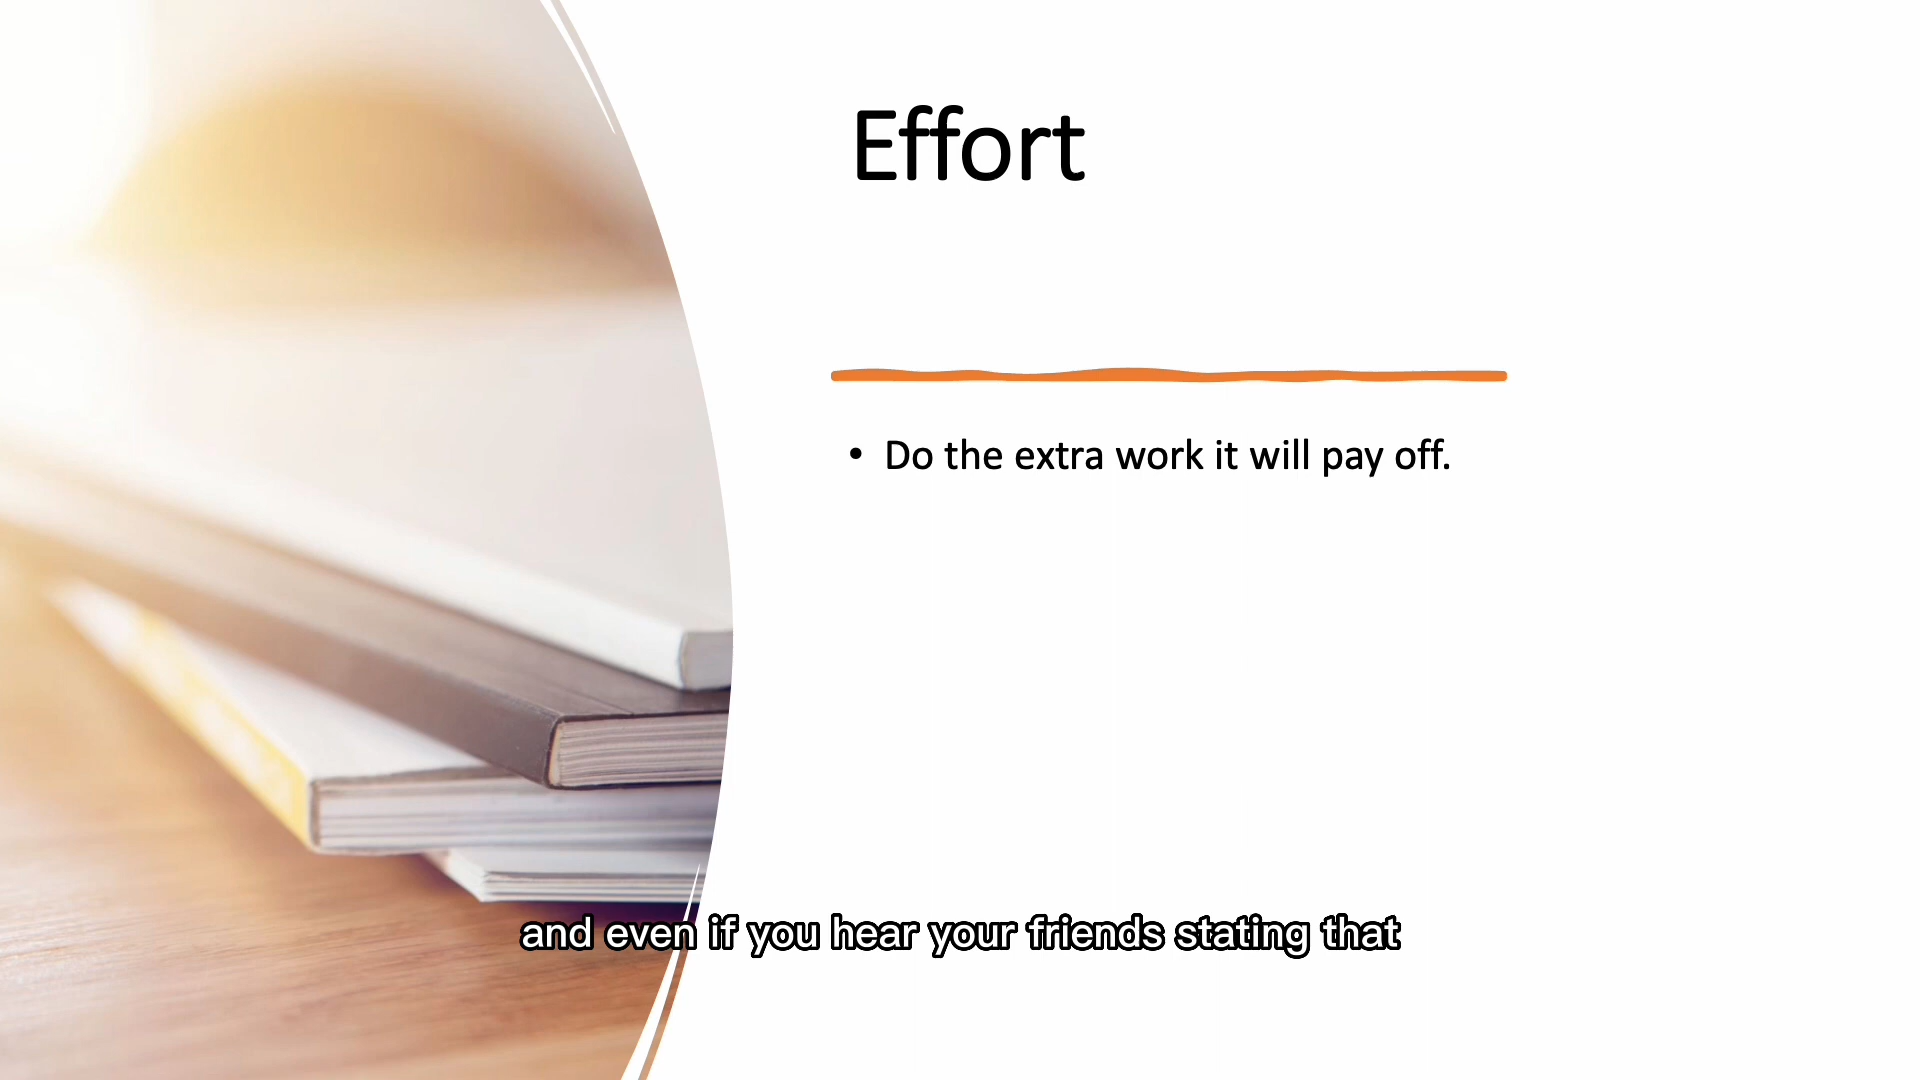 Effort
• Do the extra work it will pay off.
and even if you hear your friends stating that